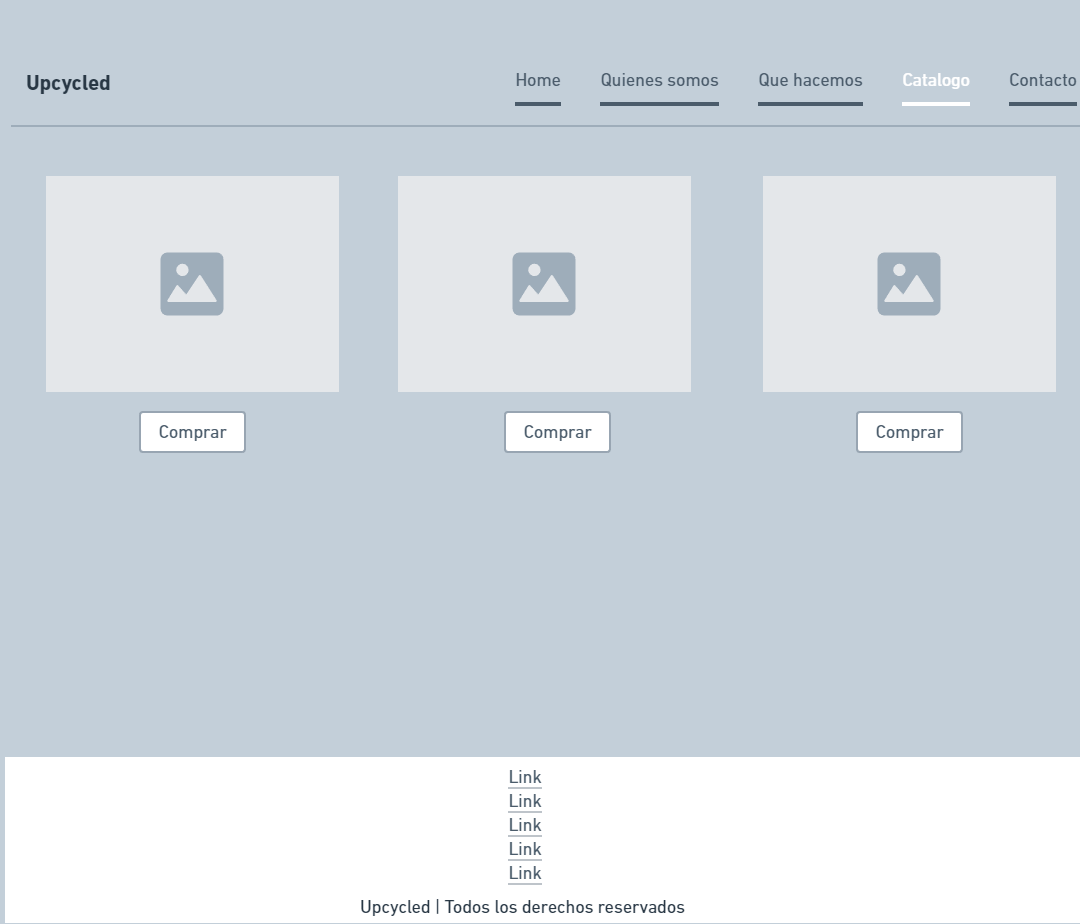 Upcycled
Home Quienes somos Que hacemos Catalogo Contacto
Comprar Comprar Comprar
Link
Link
Link
Link
Link
Upcycled | Todos los derechos reservados